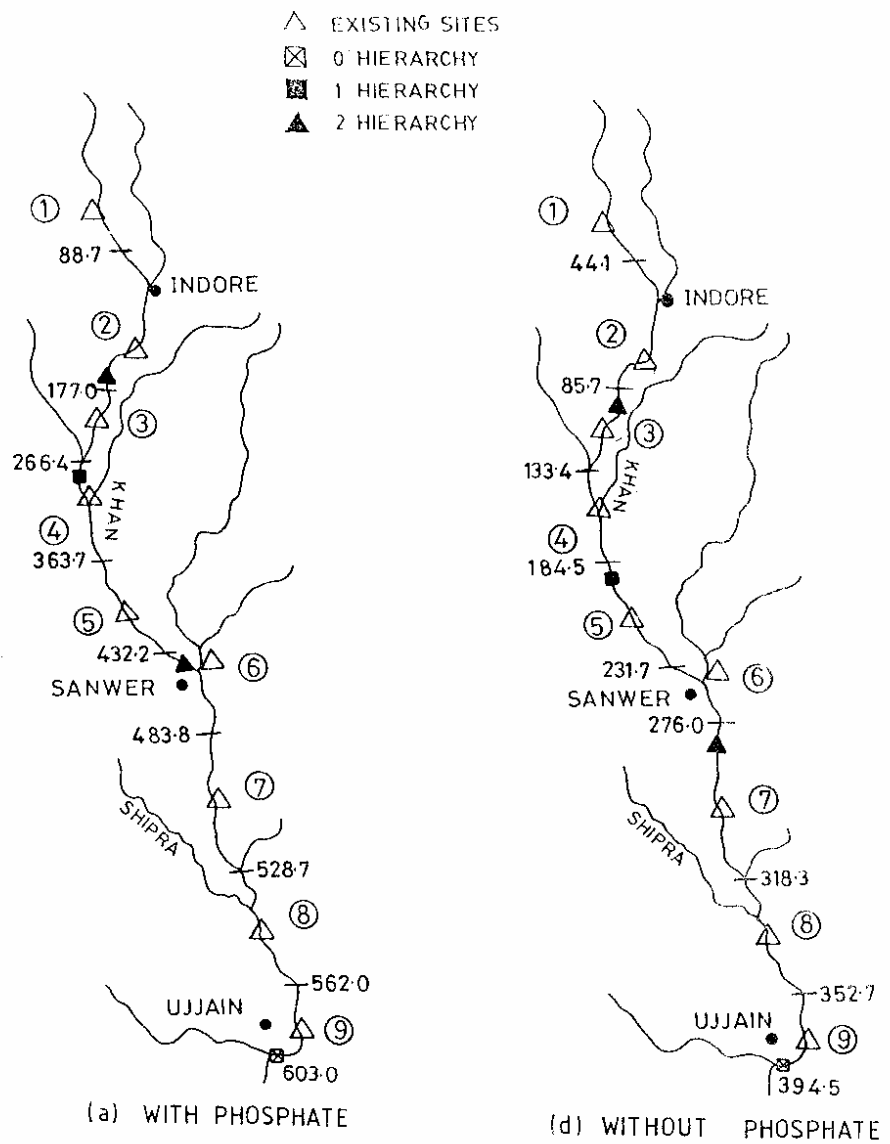 EXISTING SITES
0 HIERARCHY
1 HIERARCHY
2 HIERARCHY
1
88.7
INDORE
2
177.0
3
266.4
KHAN
4
363.7
5
432.2
6
SANWER
483.8
7
SHIPRA
528.7
8
562.0
UJJAIN
9
603.0
(a) WITH PHOSPHATE
1
44.1
INDORE
2
85.7
3
133.4
KHAN
4
184.5
5
231.7
6
SANWER
276.0
7
SHIPRA
318.3
8
352.7
UJJAIN
9
394.5
(d) WITHOUT PHOSPHATE